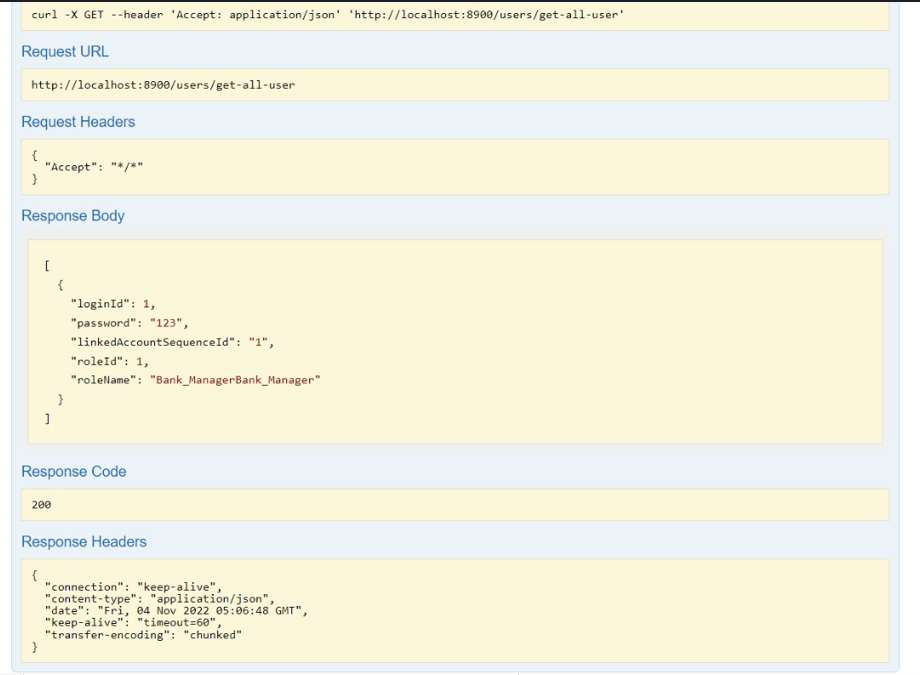 curl -X GET --header 'Accept: application/json' 'http://localhost:8900/users/get-all-user'
Request URL
http://localhost:8900/users/get-all-user
Request Headers
{
"Accept": "*/*"
}
Response Body
[
{
"loginId": 1,
"password": "123",
"linkedAccountSequenceId": "1",
"roleId": 1,
"roleName": "Bank_ManagerBank_Manager"
}
]
Response Code
200
Response Headers
{
"connection": "keep-alive",
"content-type": "application/json",
"date": "Fri, 04 Nov 2022 05:06:48 GMT",
"keep-alive": "timeout=60",
"transfer-encoding": "chunked"
}